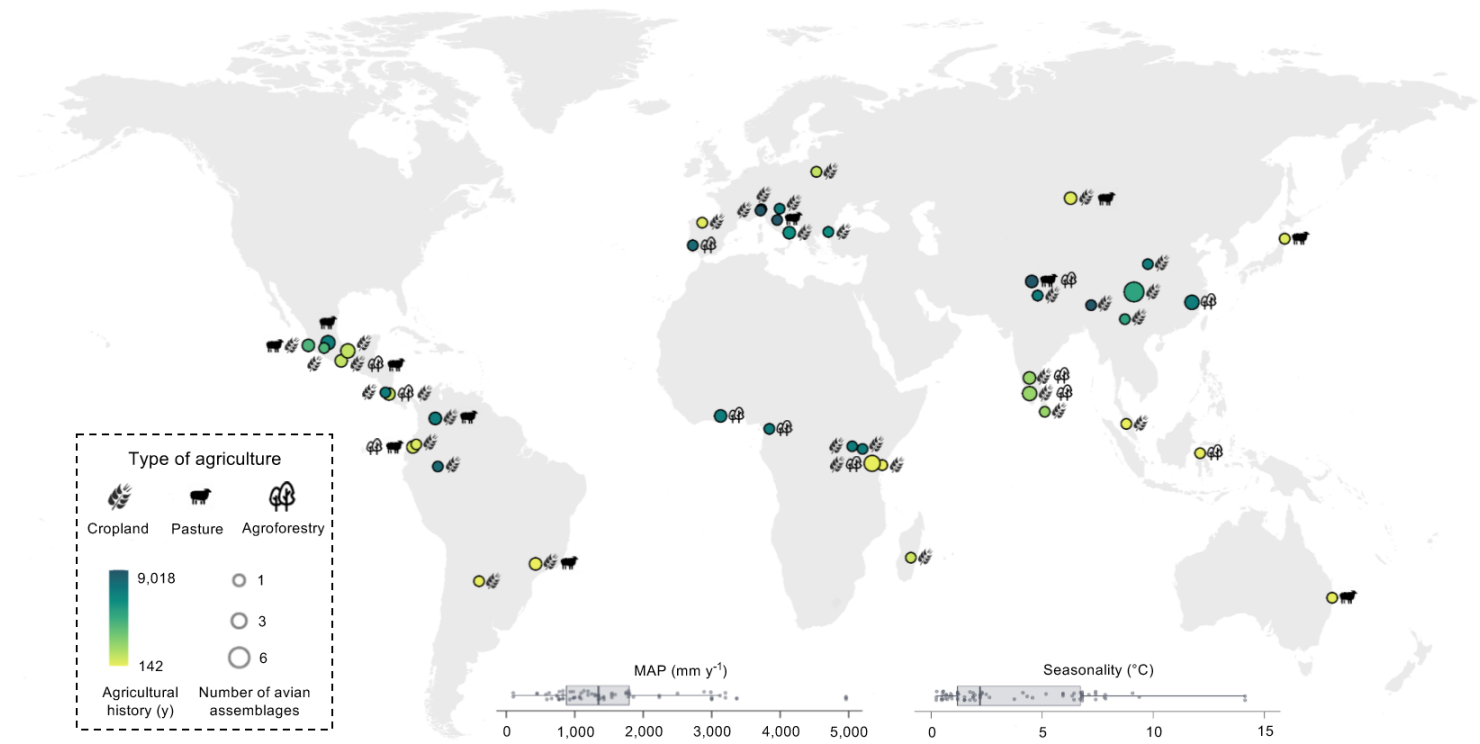 Type of agriculture
Cropland Pasture Agroforestry
9,018
142
Agricultural history (y)
1
3
6
Number of avian assemblages
MAP (mm y-1)
0 1,000 2,000 3,000 4,000 5,000
Seasonality (°C)
0 5 10 15